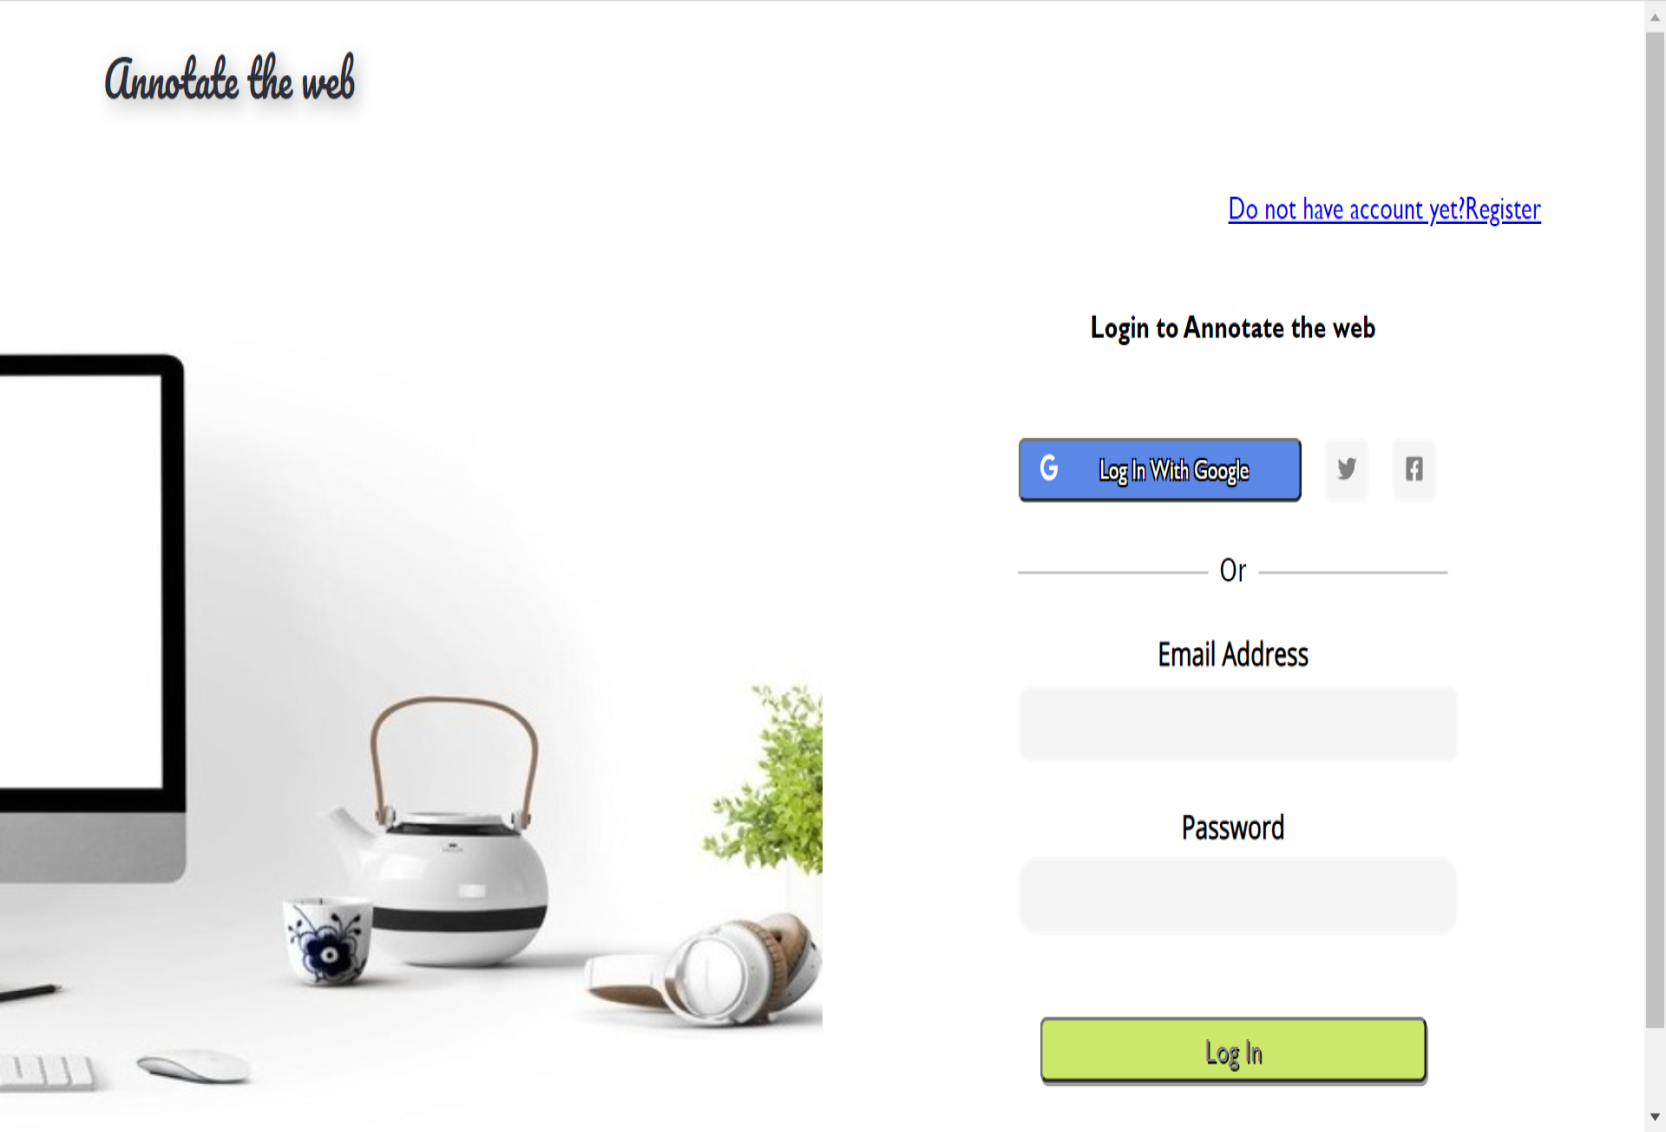 Annotate the web
Do not have account yet?Register
Login to Annotate the web
G Log In With Google
Or
Email Address
Password
Log In